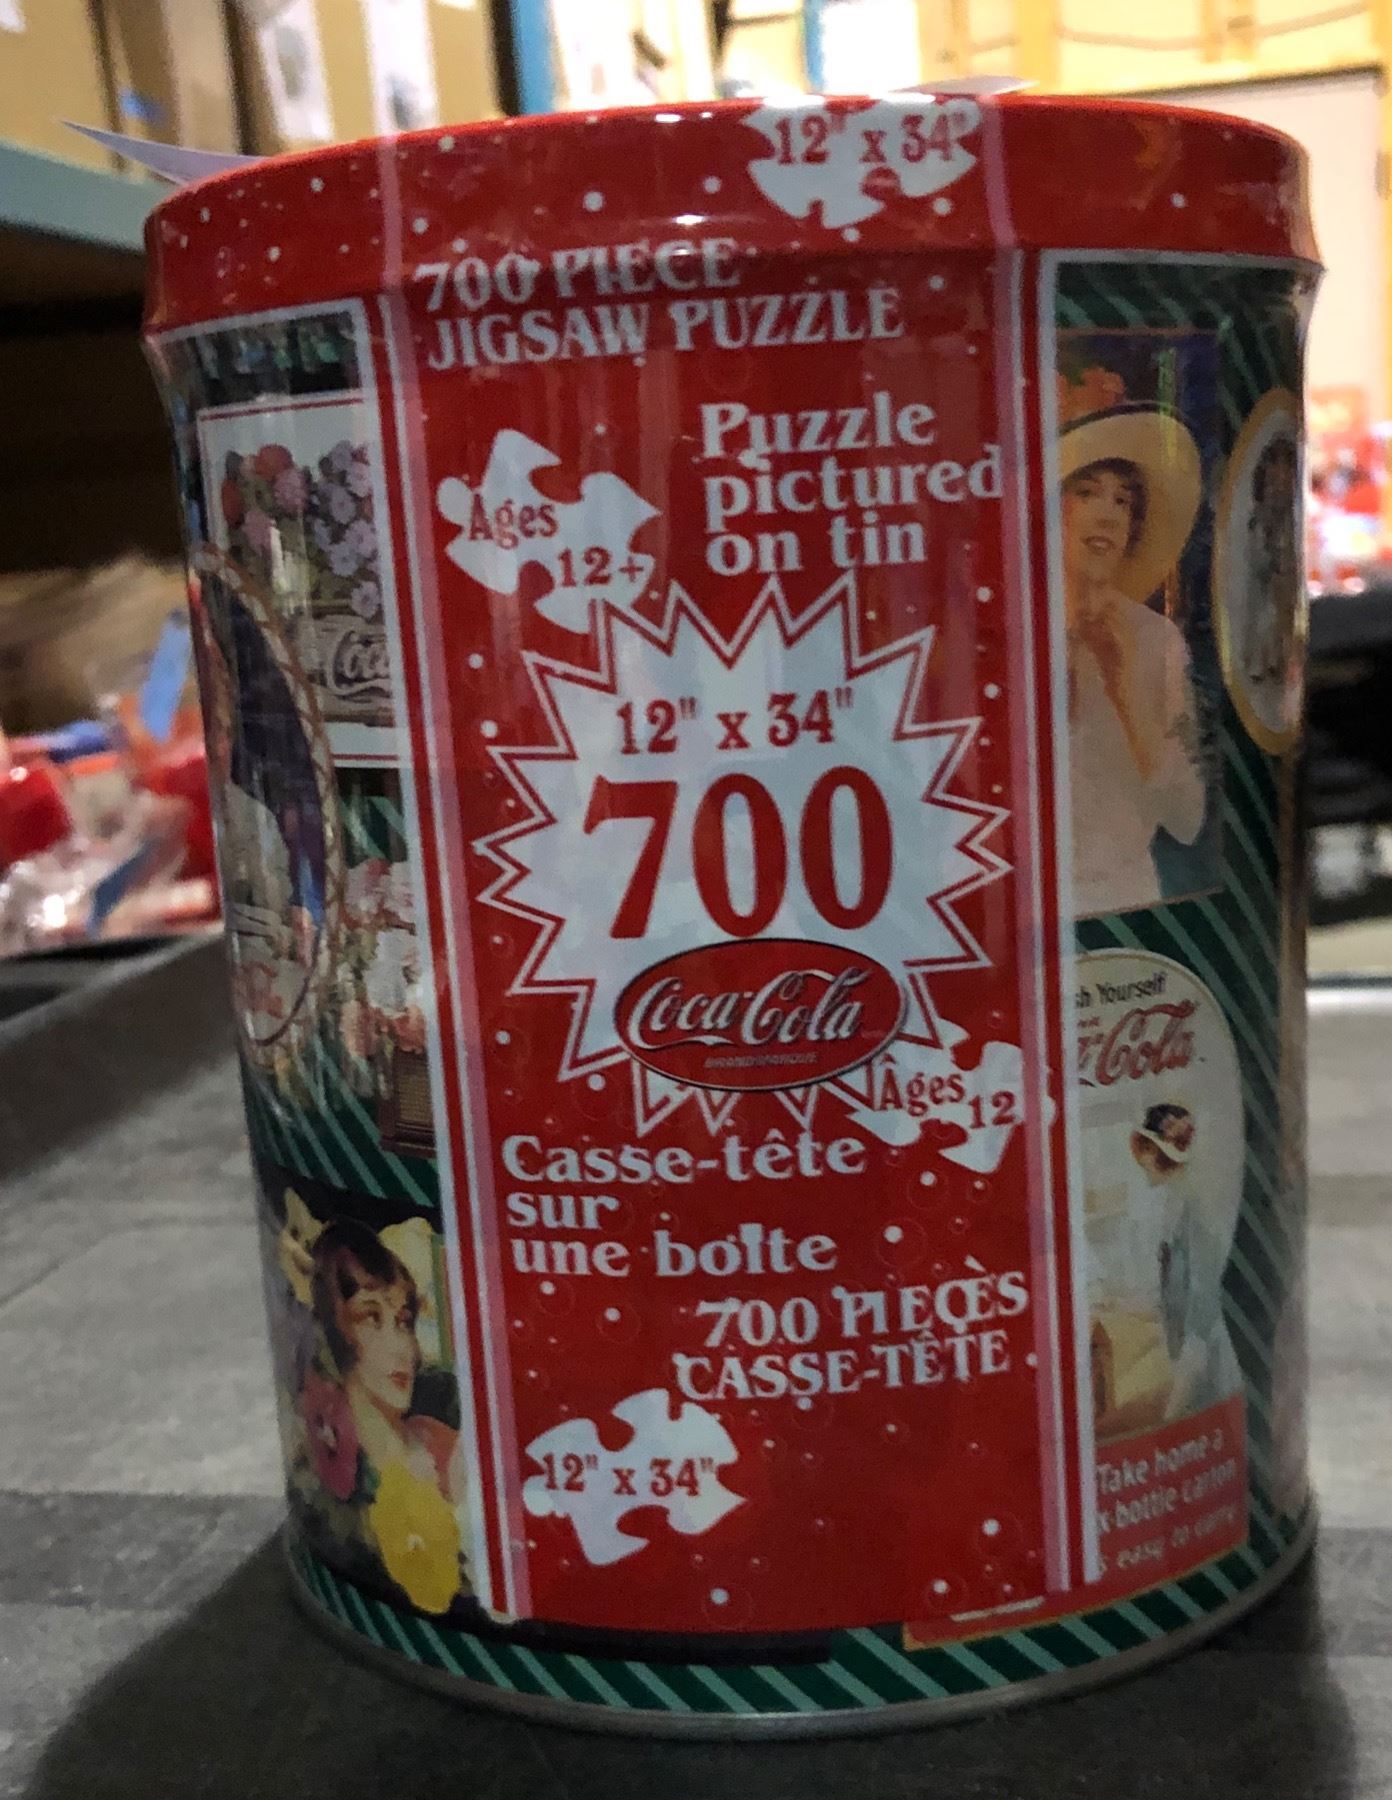 12" x 34"
700 PIECE
JIGSAW PUZZLE
Puzzle
pictured
on tin
Ages
12+
12" x 34"
700
Coca-Cola
Âges
12
Casse-tête
sur
une boîte
700 PIECÈS
CASSE-TÊTE
12" x 34"
Coca
Yourself
Cola
Take home a
bottle carton
easy to carry